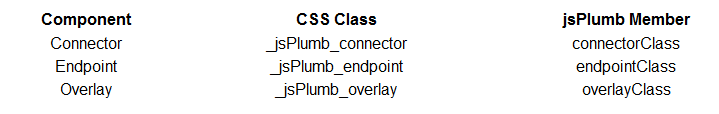 Component CSS Class jsPlumb Member
Connector _jsPlumb_connector connectorClass
Endpoint _jsPlumb_endpoint endpointClass
Overlay _jsPlumb_overlay overlayClass